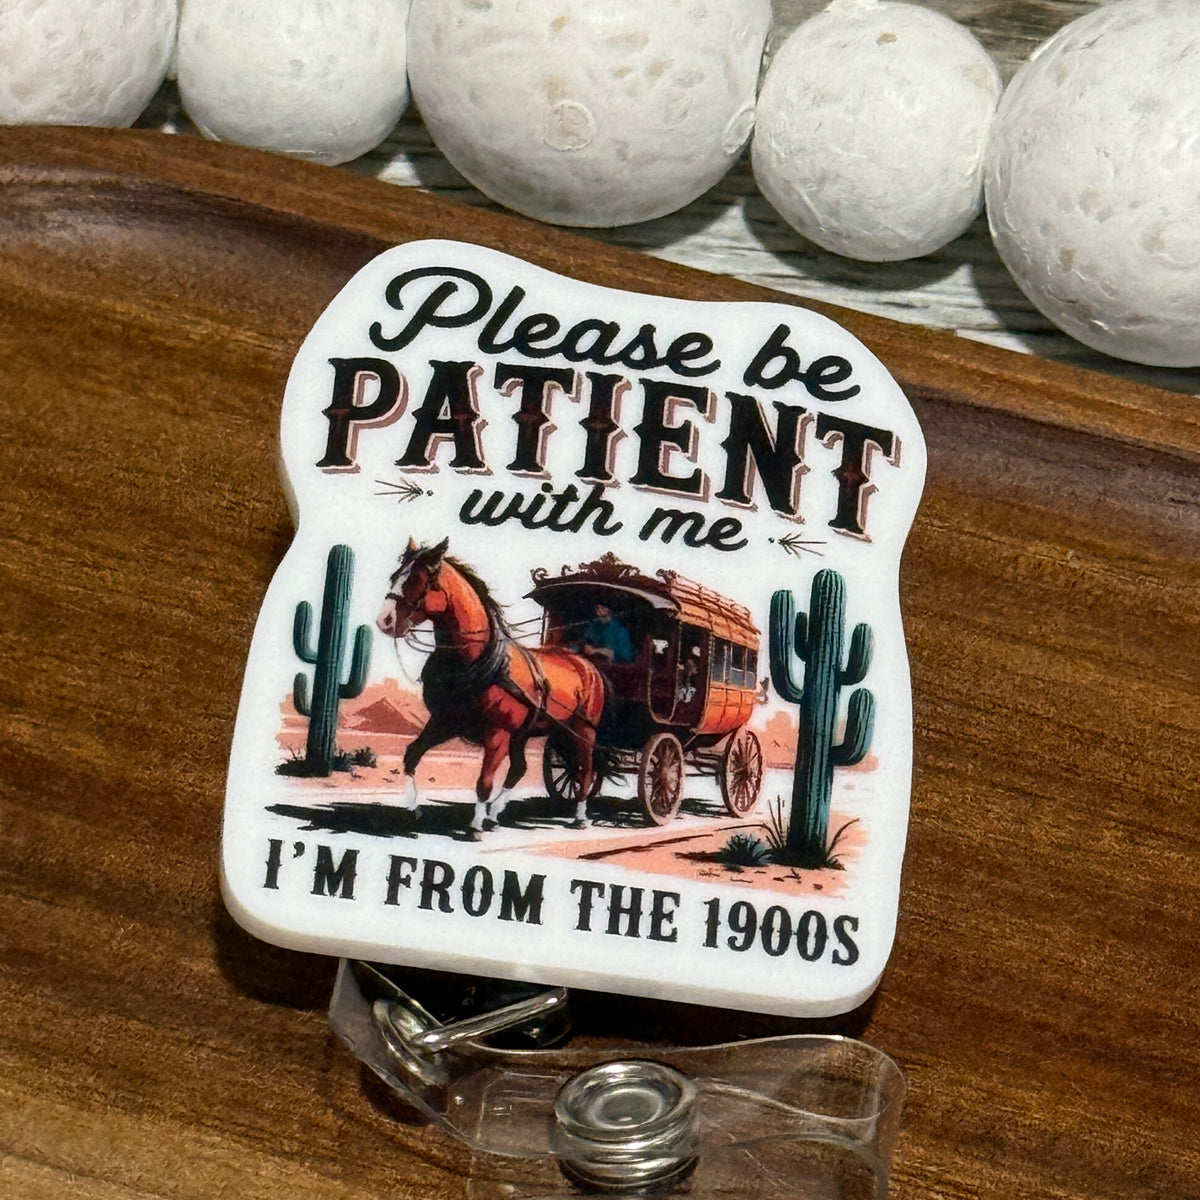 Please be
PATIENT
with me
I'M FROM THE 1900S